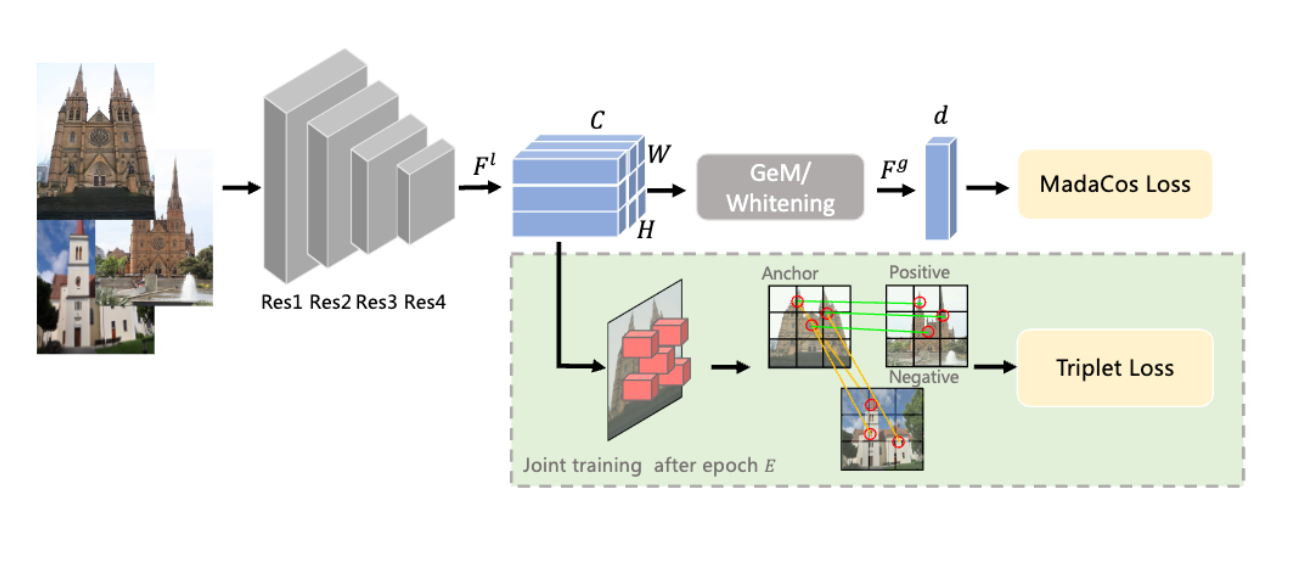 C
d
F^l
W
GeM/
Whitening
F^g
MadaCos Loss
H
Res1 Res2 Res3 Res4
Anchor
Positive
Negative
Triplet Loss
Joint training after epoch E